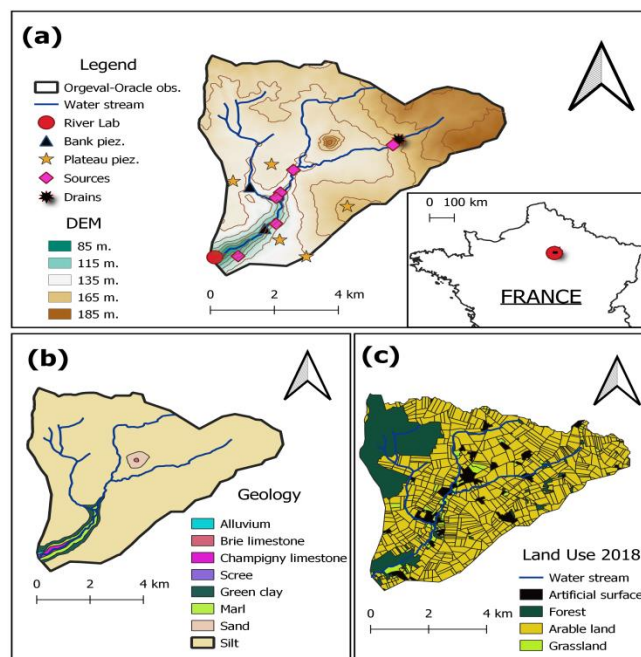 (a)
Legend
Orgeval-Oracle obs.
Water stream
River Lab
Bank piez.
Plateau piez.
Sources
Drains
DEM
85 m.
115 m.
135 m.
165 m.
185 m.
0 2 4 km
0 100 km
FRANCE
(b)
Geology
Alluvium
Brie limestone
Champigny limestone
Scree
Green clay
Marl
Sand
Silt
0 2 4 km
(c)
Land Use 2018
Water stream
Artificial surface
Forest
Arable land
Grassland
0 2 4 km